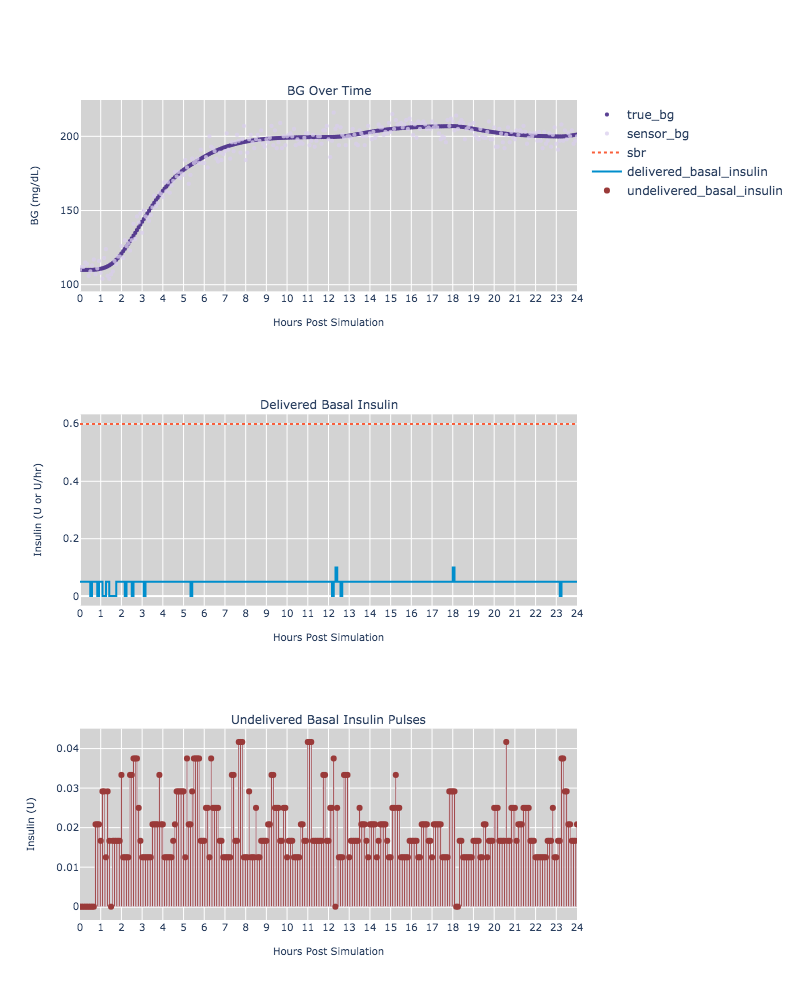 BG Over Time
true_bg
sensor_bg
sbr
delivered_basal_insulin
undelivered_basal_insulin
BG (mg/dL)
200
150
100
0 1 2 3 4 5 6 7 8 9 10 11 12 13 14 15 16 17 18 19 20 21 22 23 24
Hours Post Simulation
Delivered Basal Insulin
Insulin (U or U/hr)
0.6
0.4
0.2
0
0 1 2 3 4 5 6 7 8 9 10 11 12 13 14 15 16 17 18 19 20 21 22 23 24
Hours Post Simulation
Undelivered Basal Insulin Pulses
Insulin (U)
0.04
0.03
0.02
0.01
0
0 1 2 3 4 5 6 7 8 9 10 11 12 13 14 15 16 17 18 19 20 21 22 23 24
Hours Post Simulation